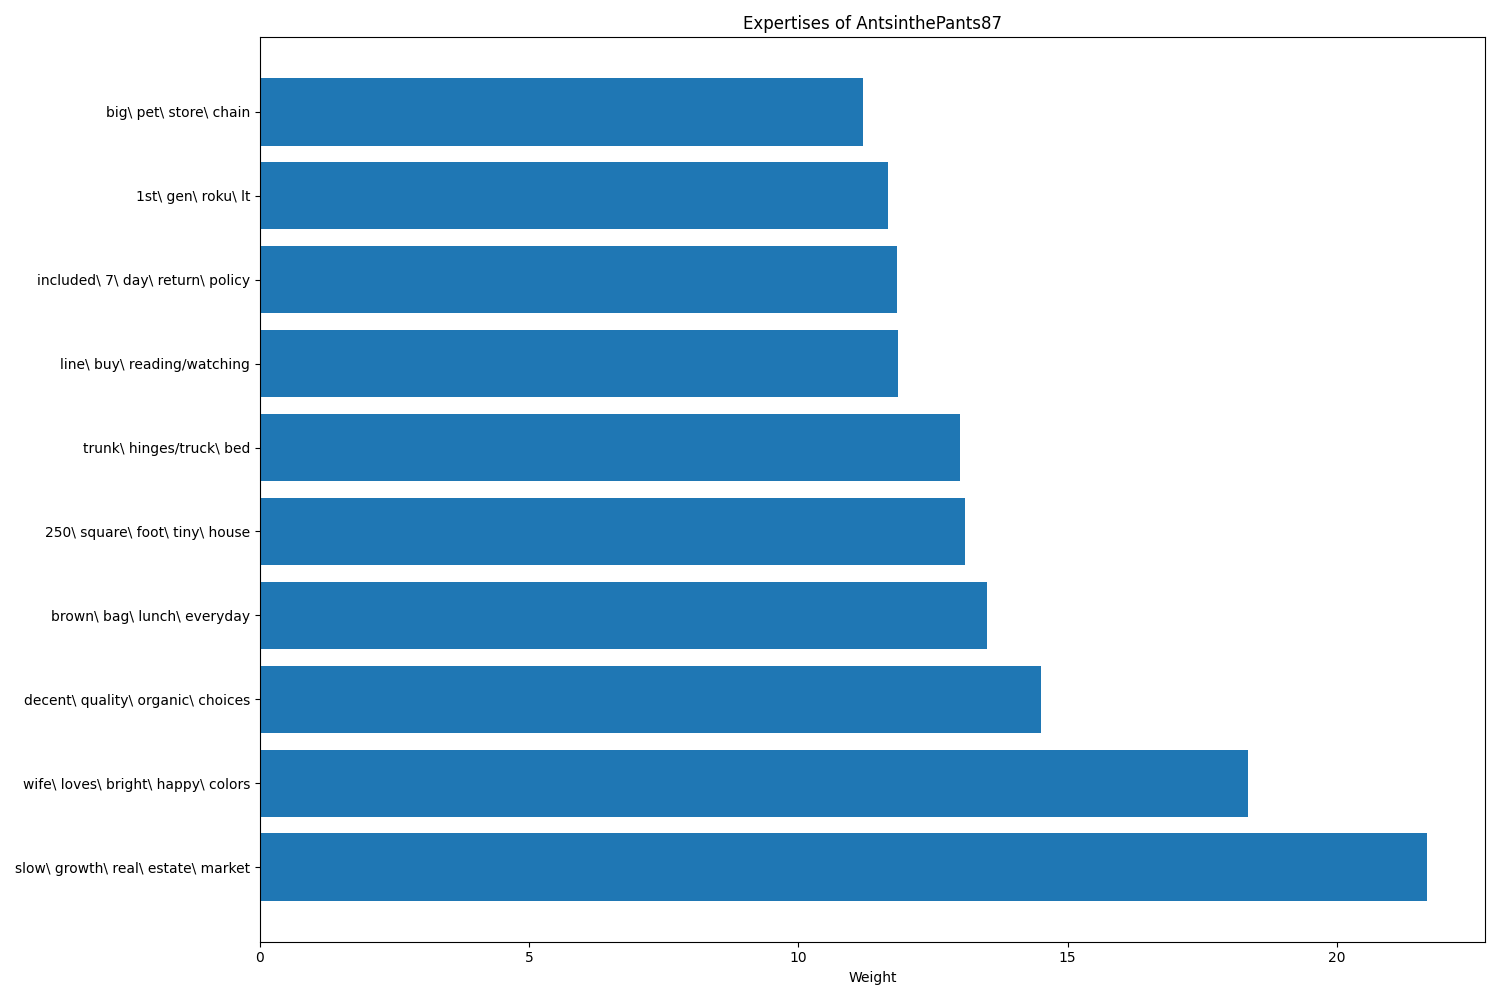 Expertises of AntsinthePants87
big\ pet\ store\ chain
1st\ gen\ roku\ lt
included\ 7\ day\ return\ policy
line\ buy\ reading/watching
trunk\ hinges/truck\ bed
250\ square\ foot\ tiny\ house
brown\ bag\ lunch\ everyday
decent\ quality\ organic\ choices
wife\ loves\ bright\ happy\ colors
slow\ growth\ real\ estate\ market
0 5 10 15 20
Weight